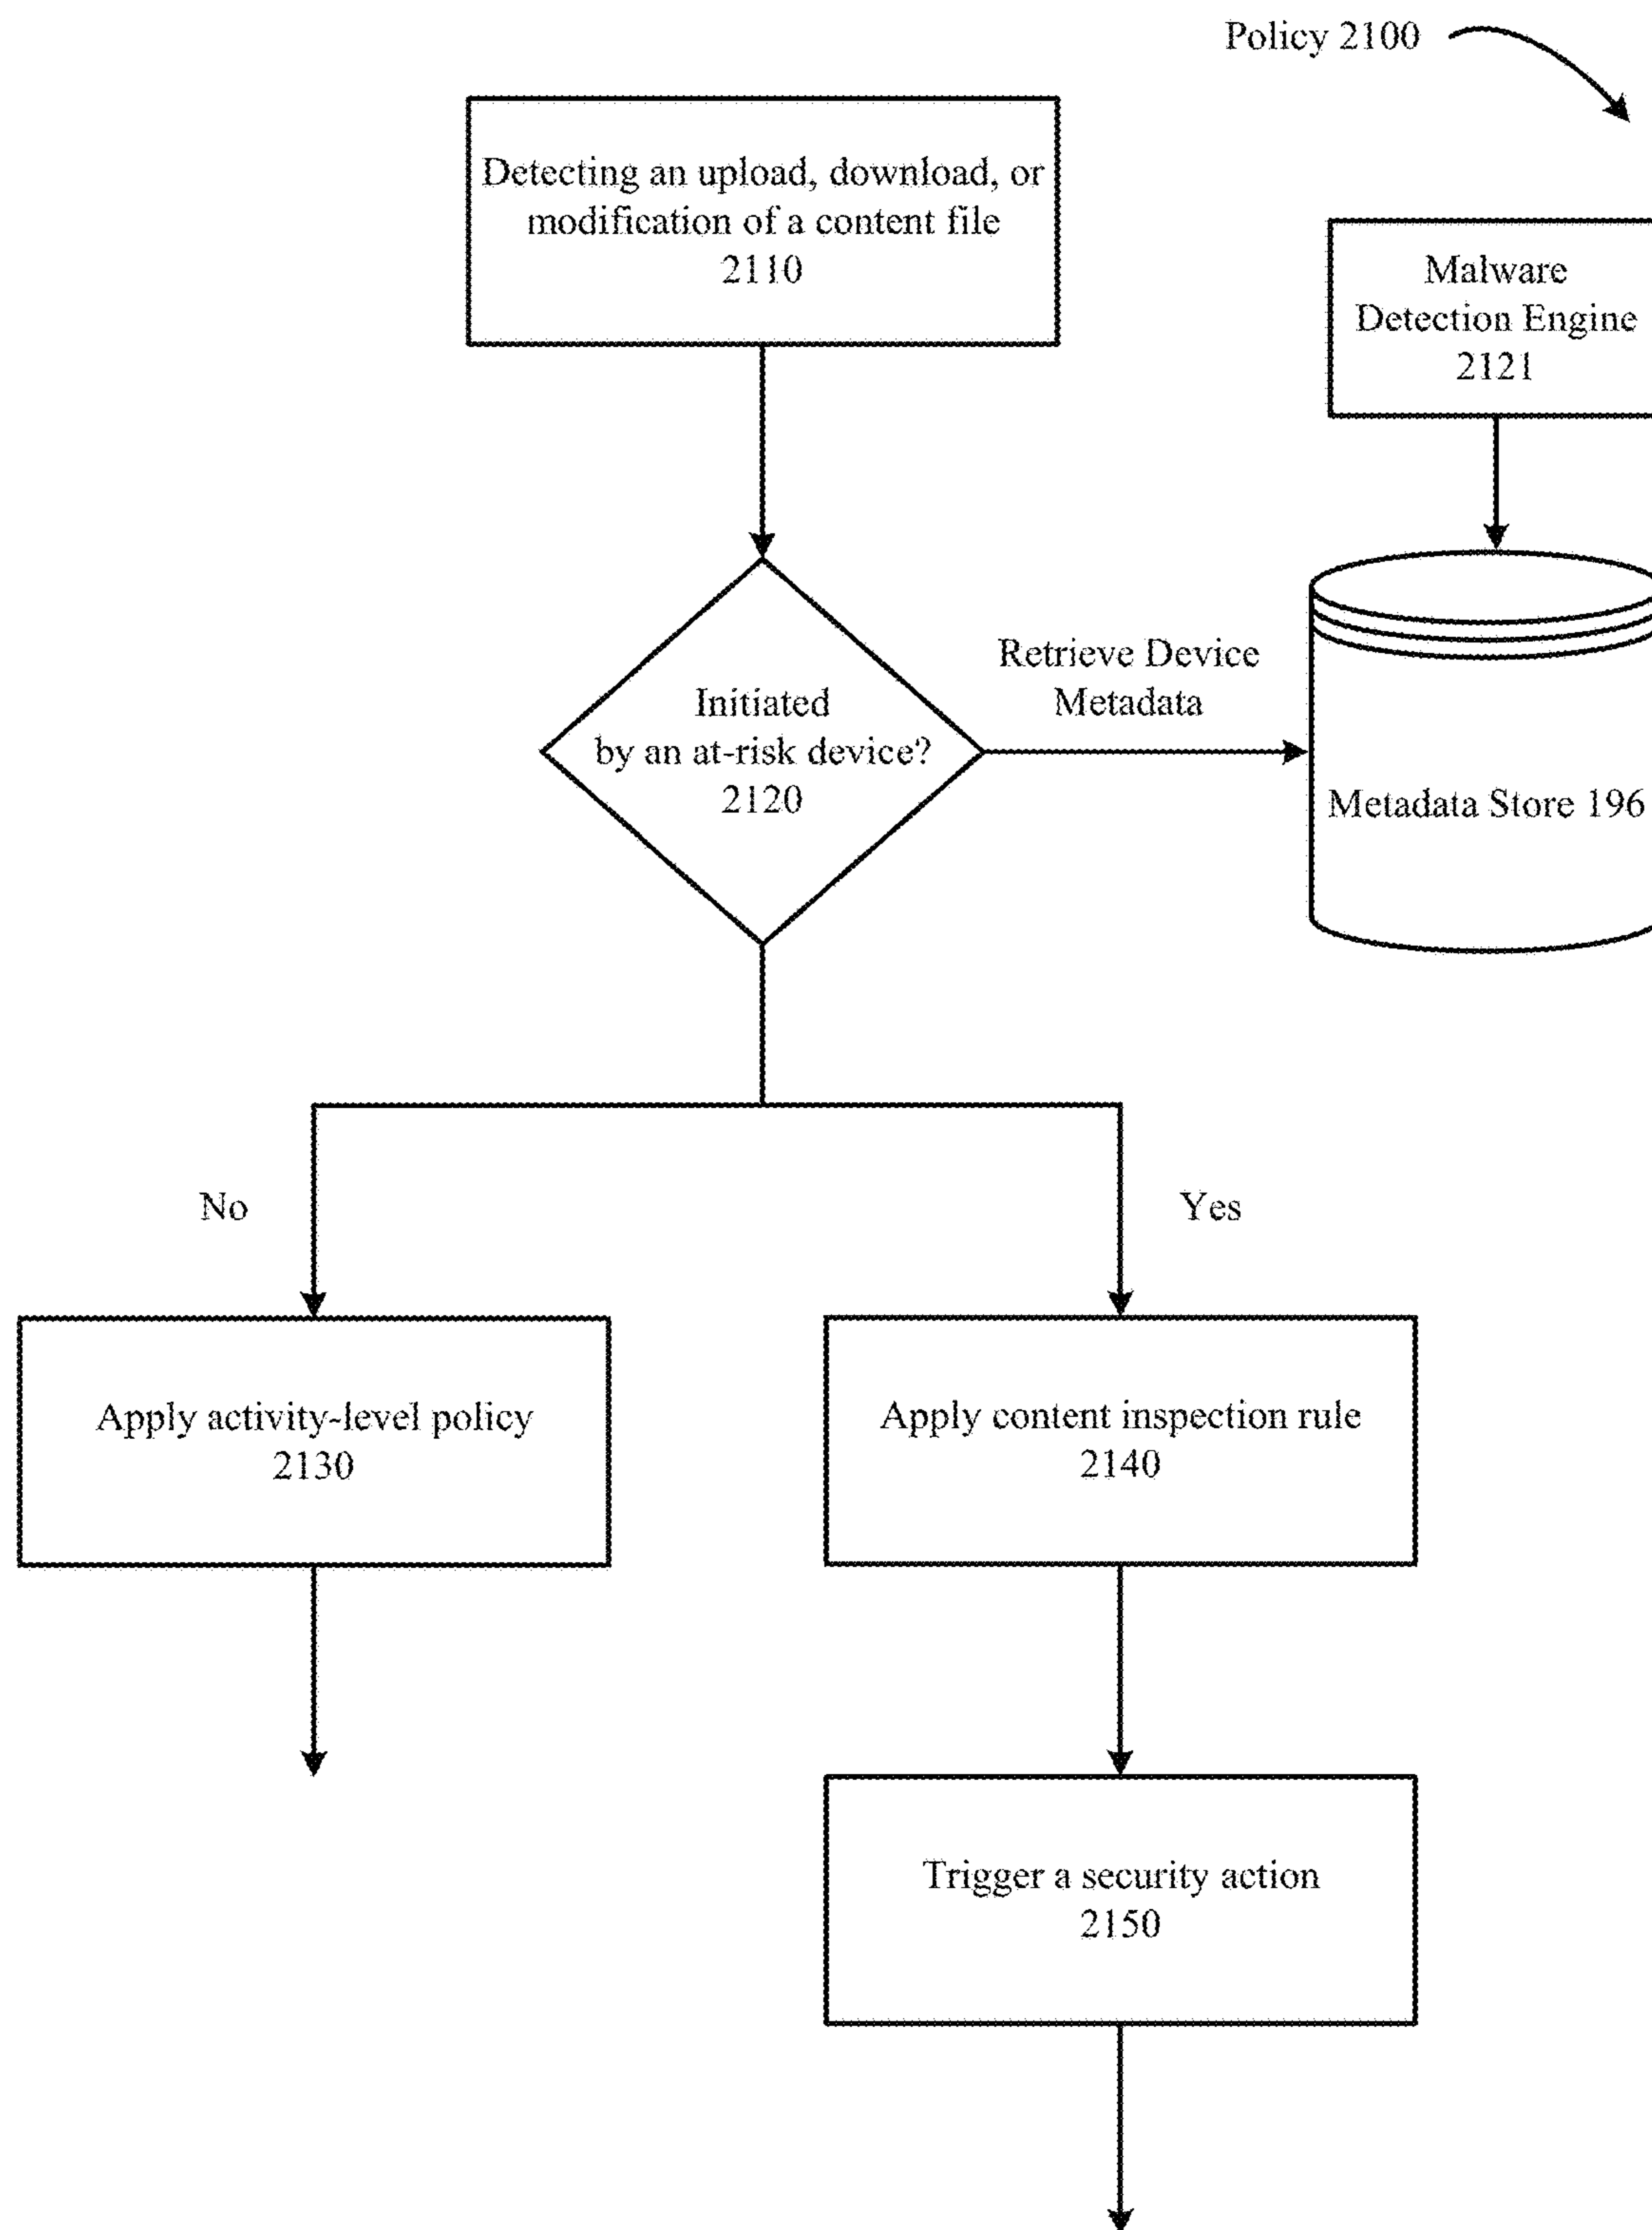 Policy 2100
Detecting an upload, download, or
modification of a content file
2110
Malware
Detection Engine
2121
Retrieve Device
Metadata
Initiated
by an at-risk device?
2120
Metadata Store 196
No
Yes
Apply activity-level policy
2130
Apply content inspection rule
2140
Trigger a security action
2150